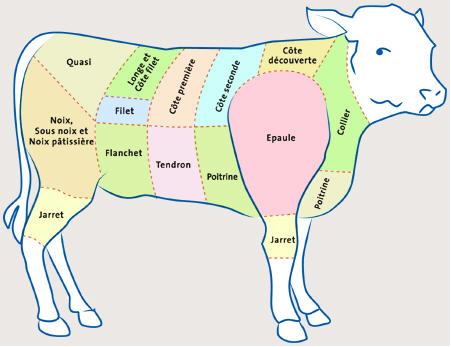 Quasi
Longe et
Côte filet
Côte première
Côte seconde
Côte
découverte
Noix,
Sous noix et
Noix pâtissière
Filet
Flanchet
Tendron
Poitrine
Epaule
Collier
Poitrine
Jarret
Jarret